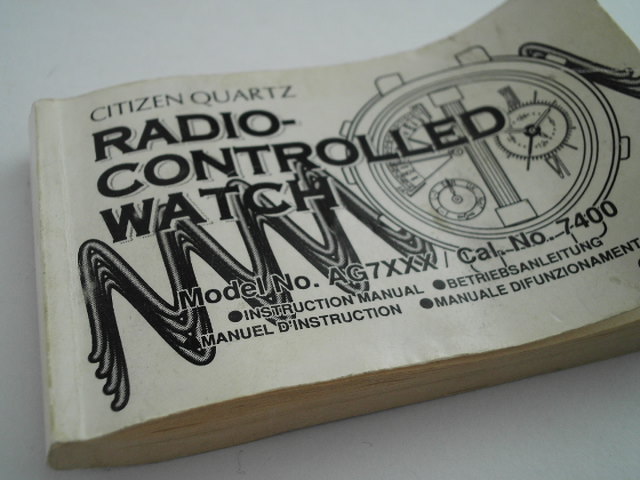 CITIZEN QUARTZ
RADIO-
CONTROLLED
WATCH
Model No. AG7XXX / Cal. No. 7400
●INSTRUCTION MANUAL ●BETRIEBSANLEITUNG
MANUEL D'INSTRUCTION ●MANUALE DIFUNZIONAMENT